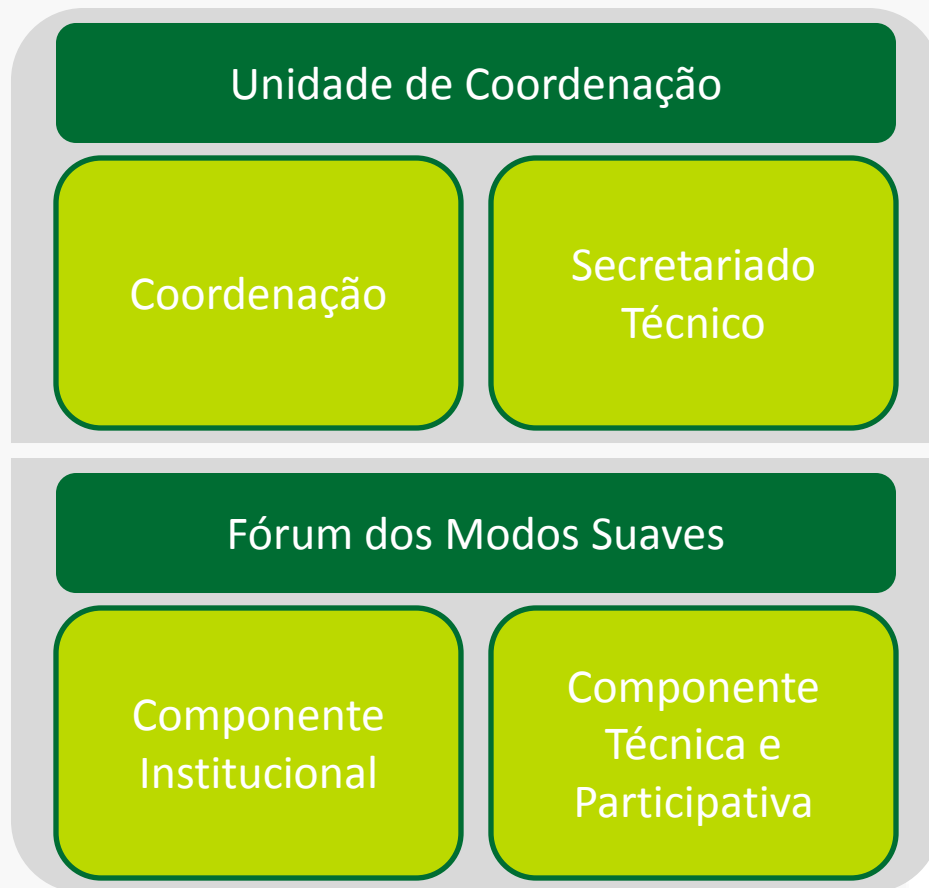 Unidade de Coordenação
Coordenação
Secretariado
Técnico
Fórum dos Modos Suaves
Componente
Institucional
Componente
Técnica e
Participativa